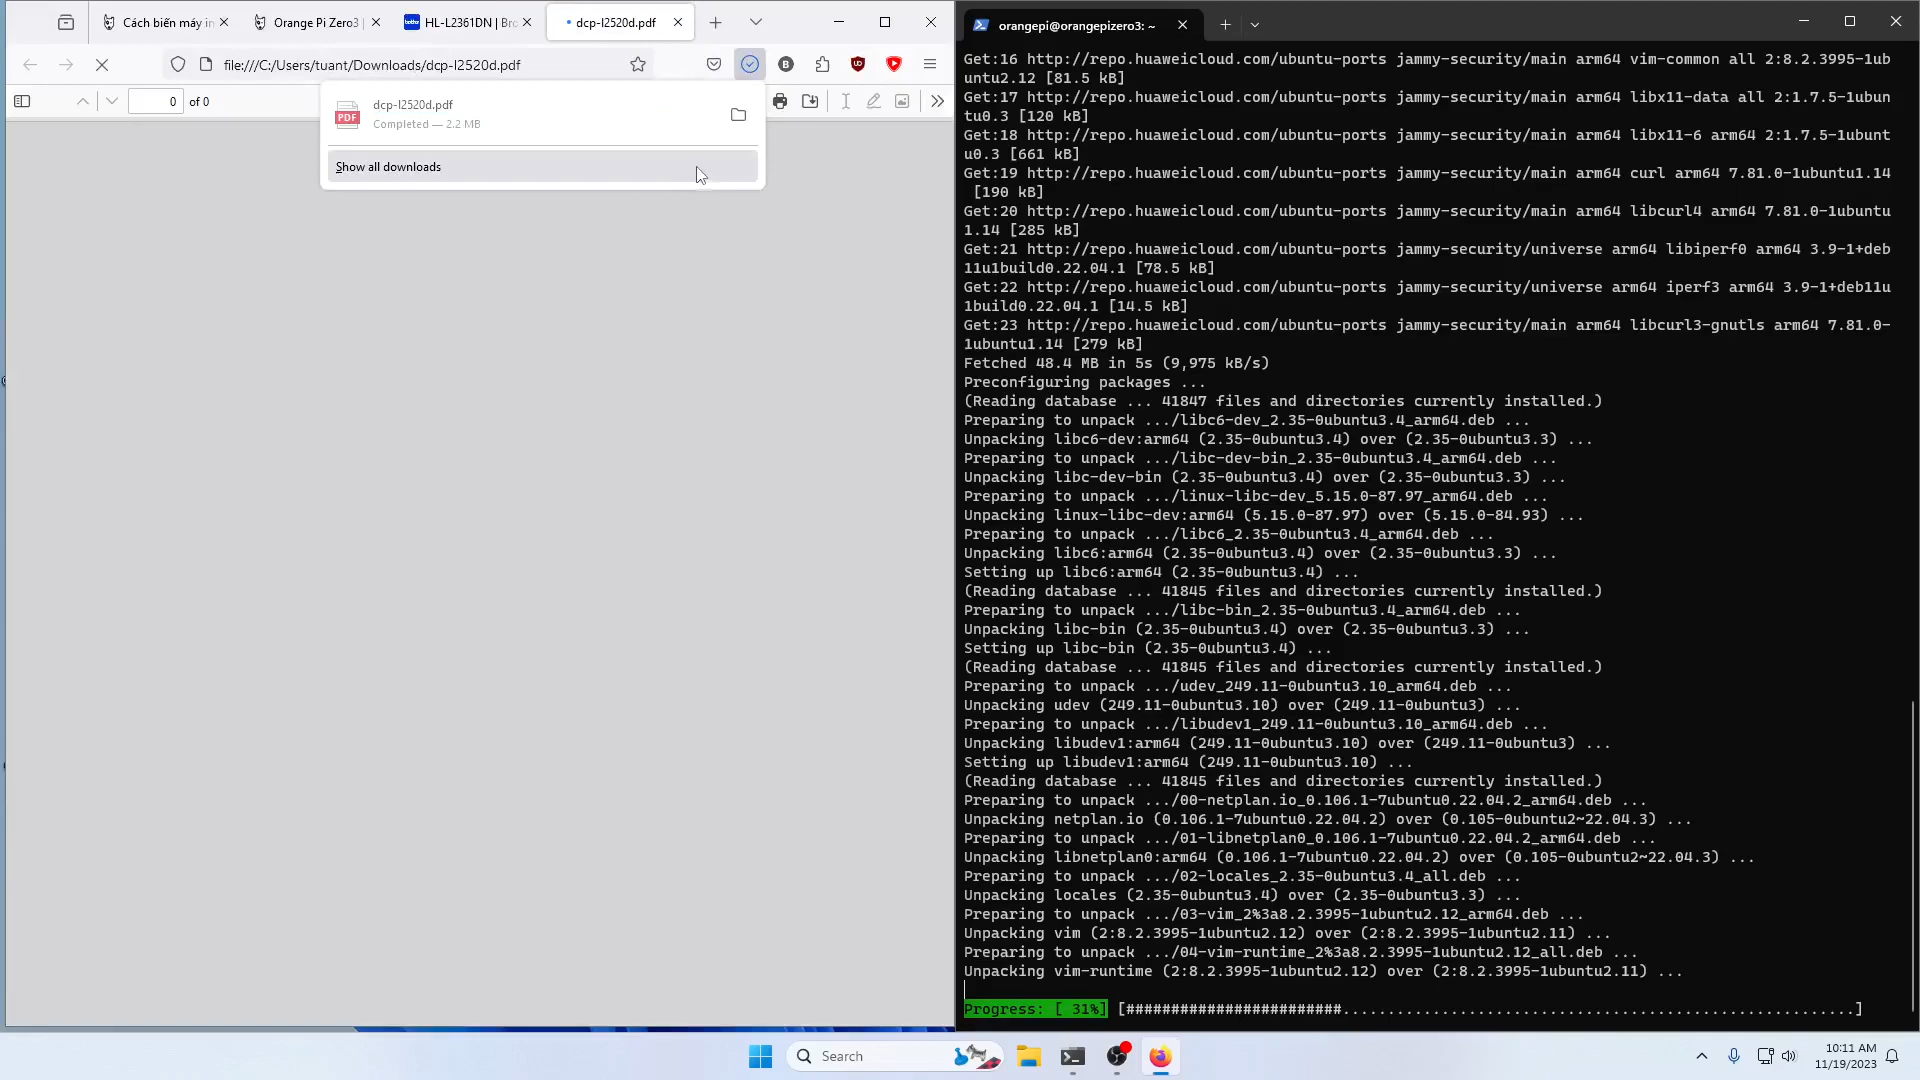 Cách biến máy in
Orange Pi Zero3
HL-L2361DN | Bro
dcp-l2520d.pdf
file:///C:/Users/tuant/Downloads/dcp-l2520d.pdf
0 of 0
dcp-l2520d.pdf
Completed — 2.2 MB
Show all downloads
orangepi@orangepizero3: ~
Get:16 http://repo.huaweicloud.com/ubuntu-ports jammy-security/main arm64 vim-common all 2:8.2.3995-1ub
untu2.12 [81.5 kB]
Get:17 http://repo.huaweicloud.com/ubuntu-ports jammy-security/main arm64 libx11-data all 2:1.7.5-1ubun
tu0.3 [120 kB]
Get:18 http://repo.huaweicloud.com/ubuntu-ports jammy-security/main arm64 libx11-6 arm64 2:1.7.5-1ubunt
u0.3 [661 kB]
Get:19 http://repo.huaweicloud.com/ubuntu-ports jammy-security/main arm64 curl arm64 7.81.0-1ubuntu1.14
[190 kB]
Get:20 http://repo.huaweicloud.com/ubuntu-ports jammy-security/main arm64 libcurl4 arm64 7.81.0-1ubuntu
1.14 [285 kB]
Get:21 http://repo.huaweicloud.com/ubuntu-ports jammy-security/universe arm64 libiperf0 arm64 3.9-1+deb
11u1build0.22.04.1 [78.5 kB]
Get:22 http://repo.huaweicloud.com/ubuntu-ports jammy-security/universe arm64 iperf3 arm64 3.9-1+deb11u
1build0.22.04.1 [14.5 kB]
Get:23 http://repo.huaweicloud.com/ubuntu-ports jammy-security/main arm64 libcurl3-gnutls arm64 7.81.0-
1ubuntu1.14 [279 kB]
Fetched 48.4 MB in 5s (9,975 kB/s)
Preconfiguring packages ...
(Reading database ... 41847 files and directories currently installed.)
Preparing to unpack .../libc6-dev_2.35-0ubuntu3.4_arm64.deb ...
Unpacking libc6-dev:arm64 (2.35-0ubuntu3.4) over (2.35-0ubuntu3.3) ...
Preparing to unpack .../libc-dev-bin_2.35-0ubuntu3.4_arm64.deb ...
Unpacking libc-dev-bin (2.35-0ubuntu3.4) over (2.35-0ubuntu3.3) ...
Preparing to unpack .../linux-libc-dev_5.15.0-87.97_arm64.deb ...
Unpacking linux-libc-dev:arm64 (5.15.0-87.97) over (5.15.0-84.93) ...
Preparing to unpack .../libc6_2.35-0ubuntu3.4_arm64.deb ...
Unpacking libc6:arm64 (2.35-0ubuntu3.4) over (2.35-0ubuntu3.3) ...
Setting up libc6:arm64 (2.35-0ubuntu3.4) ...
(Reading database ... 41845 files and directories currently installed.)
Preparing to unpack .../libc-bin_2.35-0ubuntu3.4_arm64.deb ...
Unpacking libc-bin (2.35-0ubuntu3.4) over (2.35-0ubuntu3.3) ...
Setting up libc-bin (2.35-0ubuntu3.4) ...
(Reading database ... 41845 files and directories currently installed.)
Preparing to unpack .../udev_249.11-0ubuntu3.10_arm64.deb ...
Unpacking udev (249.11-0ubuntu3.10) over (249.11-0ubuntu3) ...
Preparing to unpack .../libudev1_249.11-0ubuntu3.10_arm64.deb ...
Unpacking libudev1:arm64 (249.11-0ubuntu3.10) over (249.11-0ubuntu3) ...
Setting up libudev1:arm64 (249.11-0ubuntu3.10) ...
(Reading database ... 41845 files and directories currently installed.)
Preparing to unpack .../00-netplan.io_0.106.1-7ubuntu0.22.04.2_arm64.deb ...
Unpacking netplan.io (0.106.1-7ubuntu0.22.04.2) over (0.105-0ubuntu2~22.04.3) ...
Preparing to unpack .../01-libnetplan0_0.106.1-7ubuntu0.22.04.2_arm64.deb ...
Unpacking libnetplan0:arm64 (0.106.1-7ubuntu0.22.04.2) over (0.105-0ubuntu2~22.04.3) ...
Preparing to unpack .../02-locales_2.35-0ubuntu3.4_all.deb ...
Unpacking locales (2.35-0ubuntu3.4) over (2.35-0ubuntu3.3) ...
Preparing to unpack .../03-vim_2%3a8.2.3995-1ubuntu2.12_arm64.deb ...
Unpacking vim (2:8.2.3995-1ubuntu2.12) over (2:8.2.3995-1ubuntu2.11) ...
Preparing to unpack .../04-vim-runtime_2%3a8.2.3995-1ubuntu2.12_all.deb ...
Unpacking vim-runtime (2:8.2.3995-1ubuntu2.12) over (2:8.2.3995-1ubuntu2.11) ...
Progress: [ 31%] [########################.........................................................]
Search
10:11 AM
11/19/2023